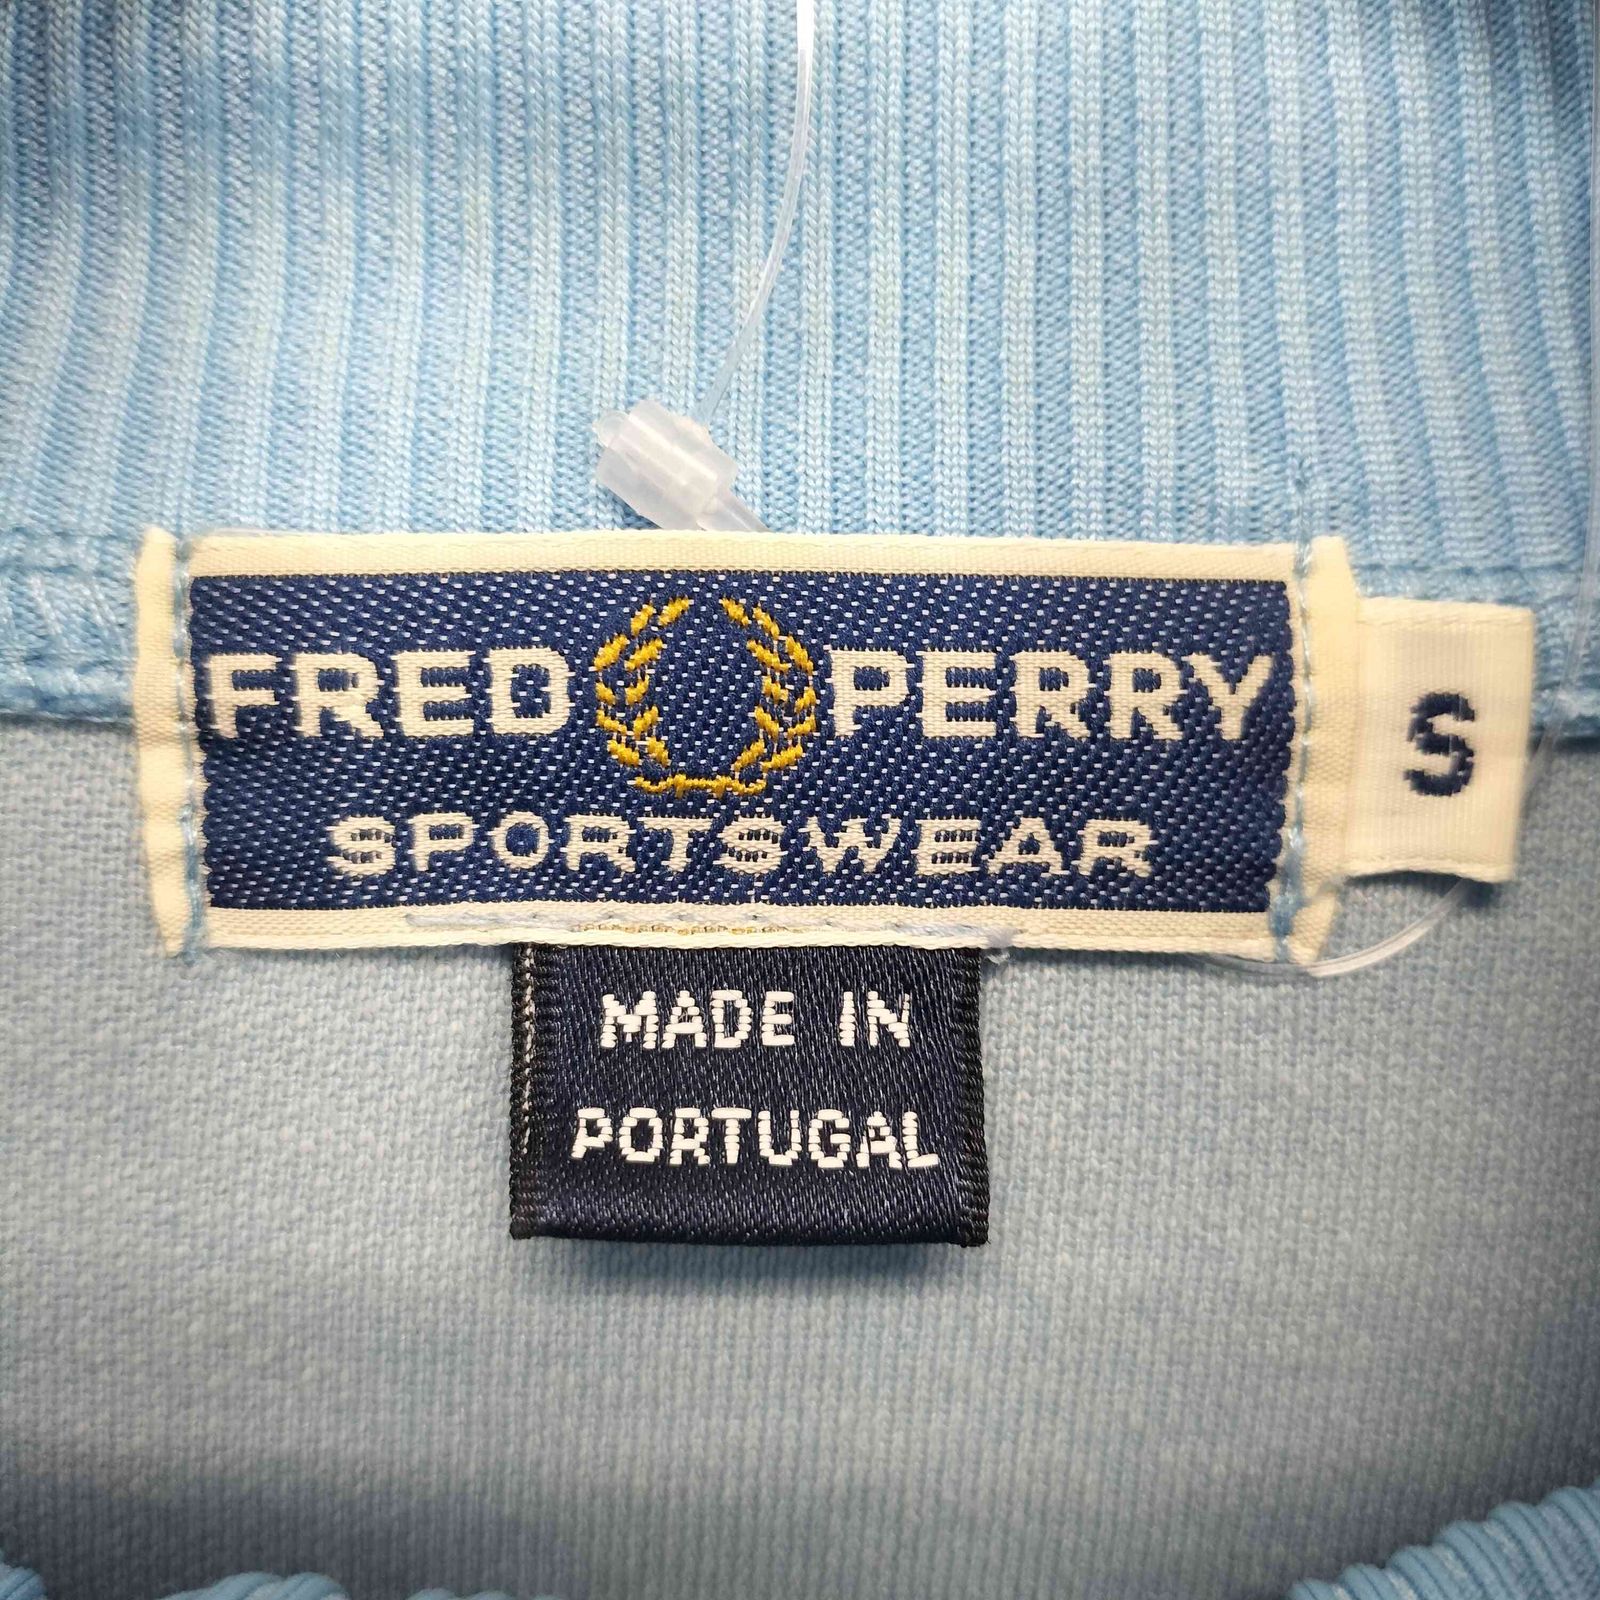 FRED PERRY
SPORTSWEAR
S
MADE IN
PORTUGAL